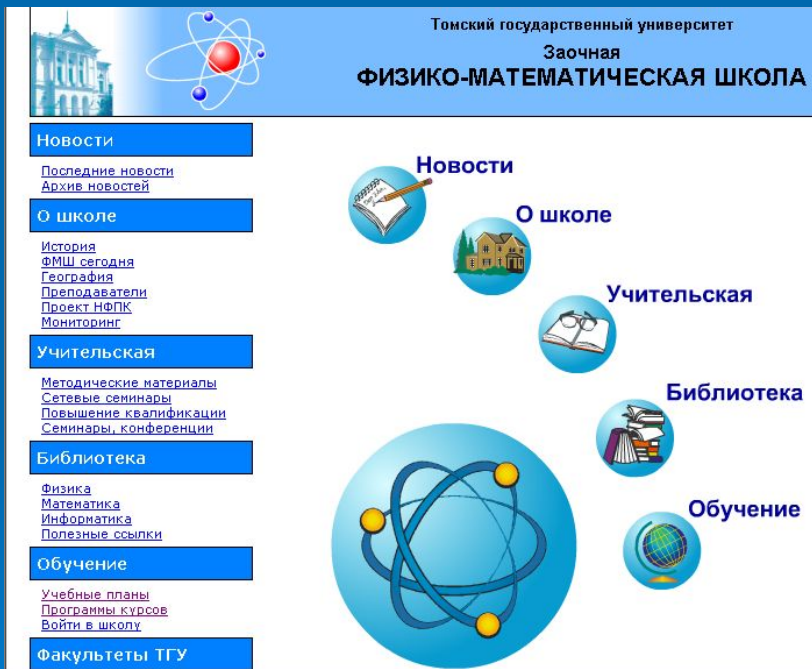 Томский государственный университет
Заочная
ФИЗИКО-МАТЕМАТИЧЕСКАЯ ШКОЛА
Новости
Последние новости
Архив новостей
О школе
История
ФМШ сегодня
География
Преподаватели
Проект НФПК
Мониторинг
Учительская
Методические материалы
Сетевые семинары
Повышение квалификации
Семинары, конференции
Библиотека
Физика
Математика
Информатика
Полезные ссылки
Обучение
Учебные планы
Программы курсов
Войти в школу
Факультеты ТГУ
Новости
О школе
Учительская
Библиотека
Обучение